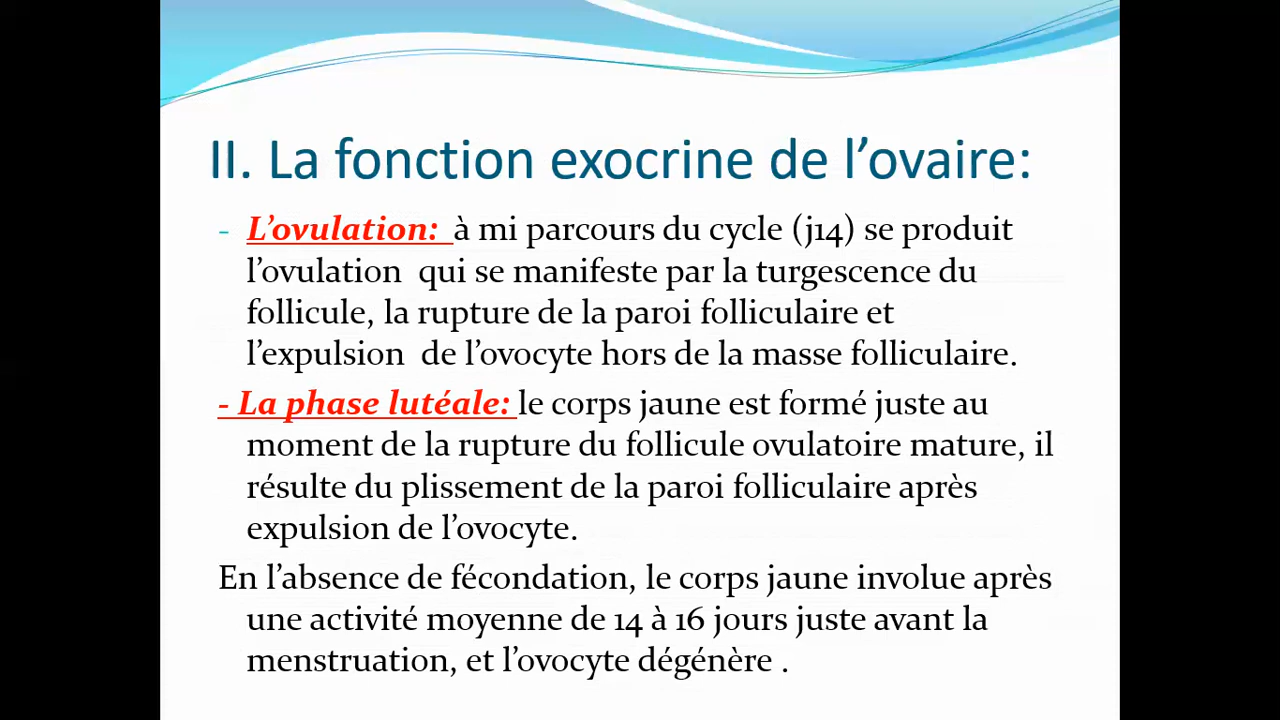 II. La fonction exocrine de l’ovaire:
- L’ovulation: à mi parcours du cycle (j14) se produit
l’ovulation qui se manifeste par la turgescence du
follicule, la rupture de la paroi folliculaire et
l’expulsion de l’ovocyte hors de la masse folliculaire.
- La phase lutéale: le corps jaune est formé juste au
moment de la rupture du follicule ovulatoire mature, il
résulte du plissement de la paroi folliculaire après
expulsion de l’ovocyte.
En l’absence de fécondation, le corps jaune involue après
une activité moyenne de 14 à 16 jours juste avant la
menstruation, et l’ovocyte dégénère .